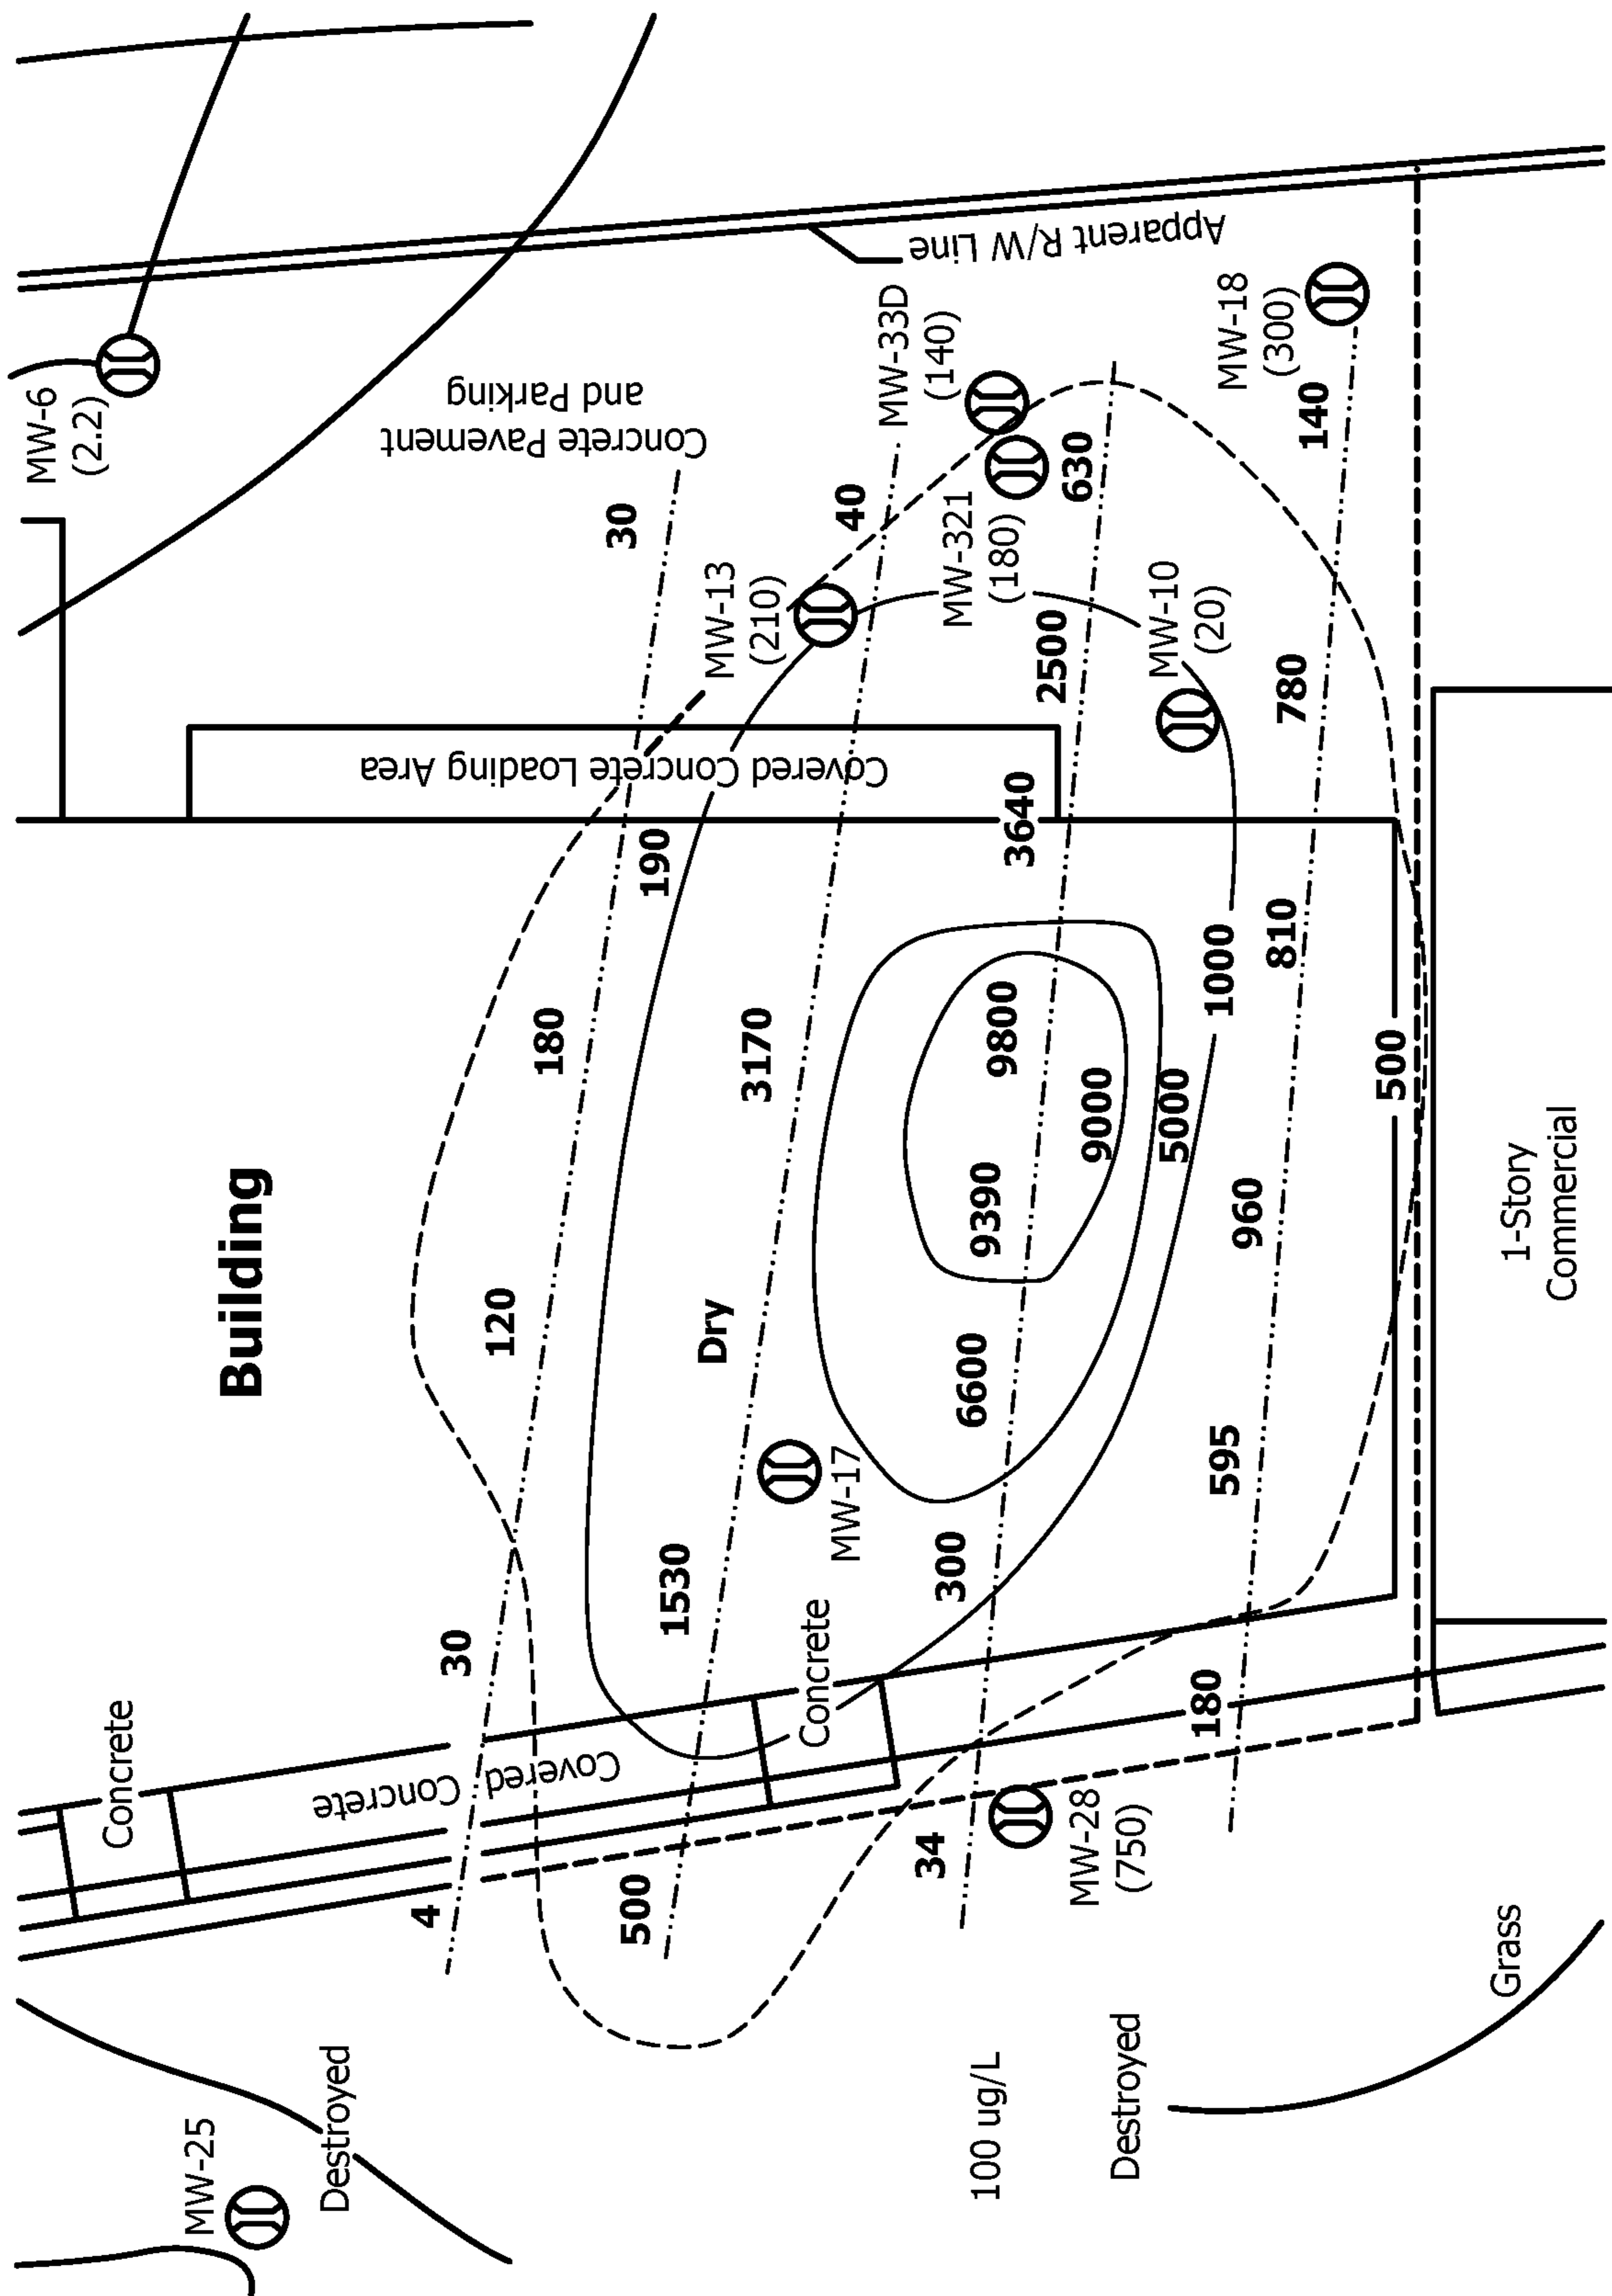 MW-25
Destroyed
Concrete
Building
MW-6
(2.2)
Covered Concrete
4
30
120
180
190
30
Concrete Pavement
and Parking
500
1530
Dry
3170
Covered Concrete Loading Area
MW-13
(210)
40
MW-33D
(140)
Apparent R/W Line
Concrete
MW-17
34
300
6600
9390
9800
3640
2500
630
MW-321
(180)
100 ug/L
MW-28
(750)
9000
5000
1000
MW-10
(20)
Destroyed
180
595
960
810
780
140
MW-18
(300)
500
Grass
1-Story
Commercial